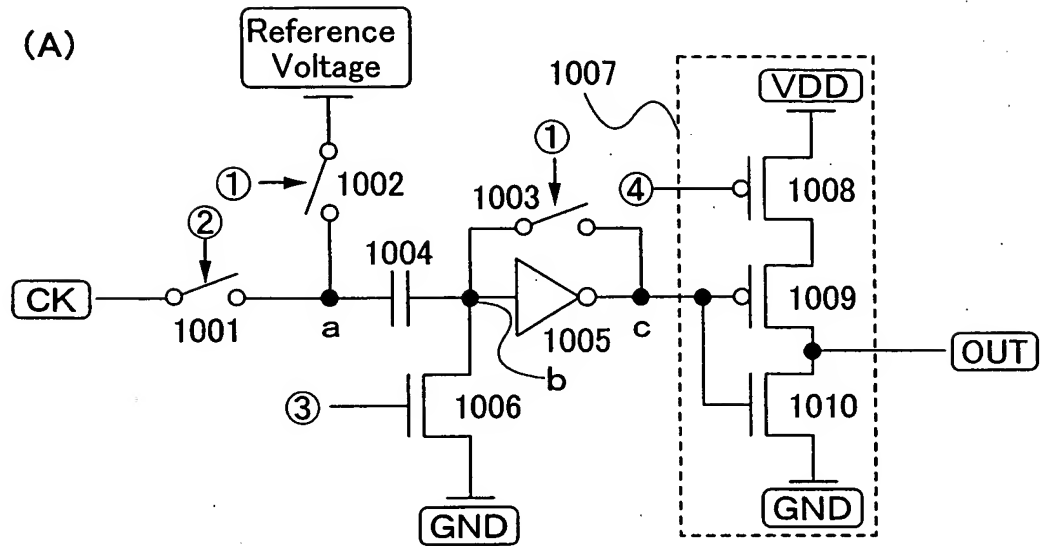 (A)
Reference
Voltage
1007
VDD
①
①
1002
1003
④
1008
②
1004
CK
1001
a
1005
c
1009
OUT
b
③
1006
1010
GND
GND